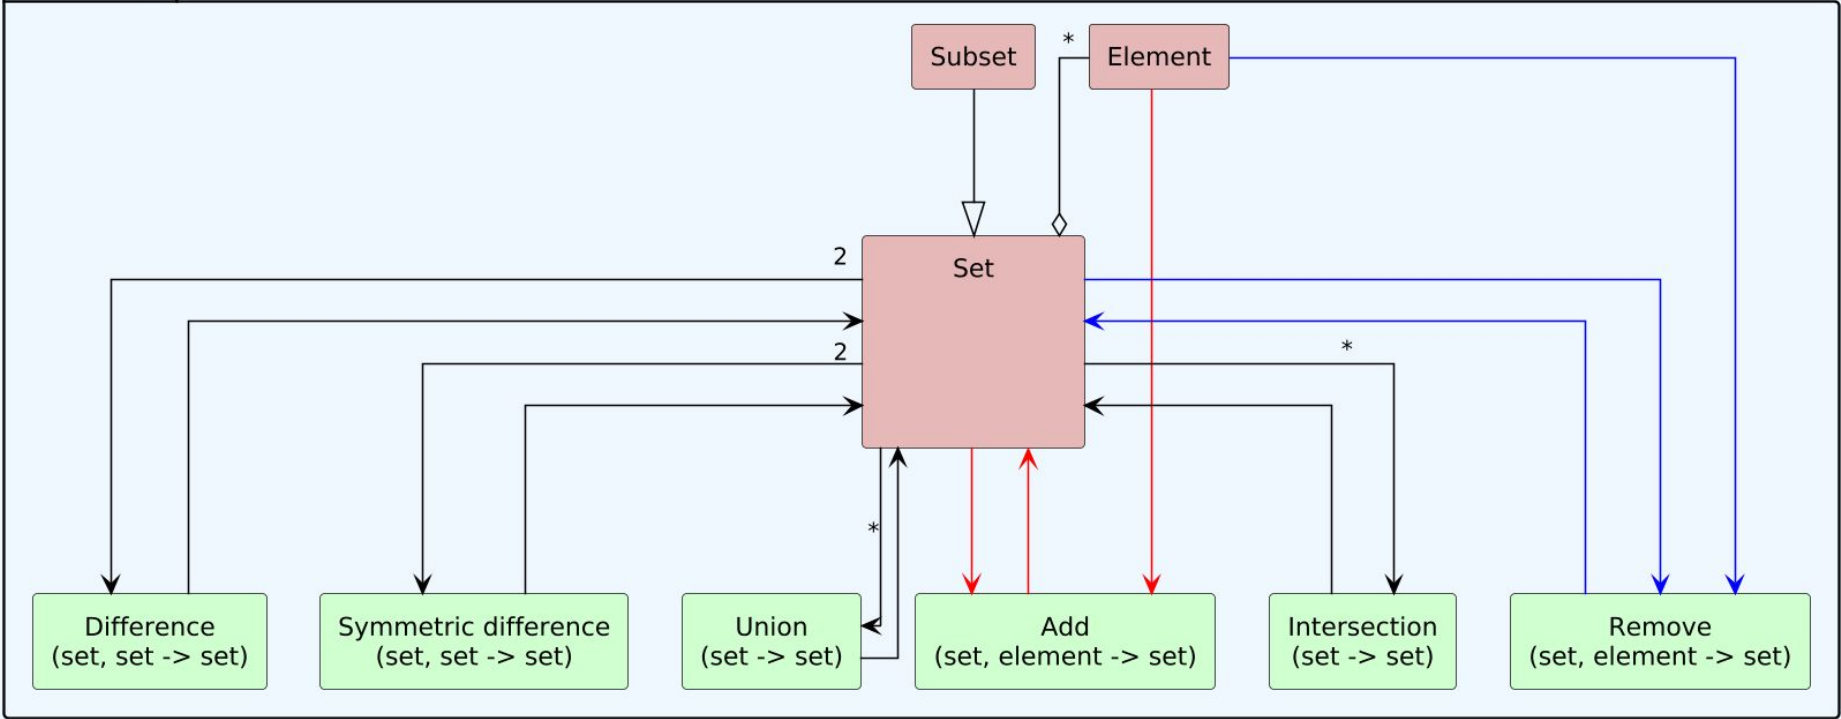 Subset
*
Element
2
Set
2
*
*
Difference
(set, set -> set)
Symmetric difference
(set, set -> set)
Union
(set -> set)
Add
(set, element -> set)
Intersection
(set -> set)
Remove
(set, element -> set)